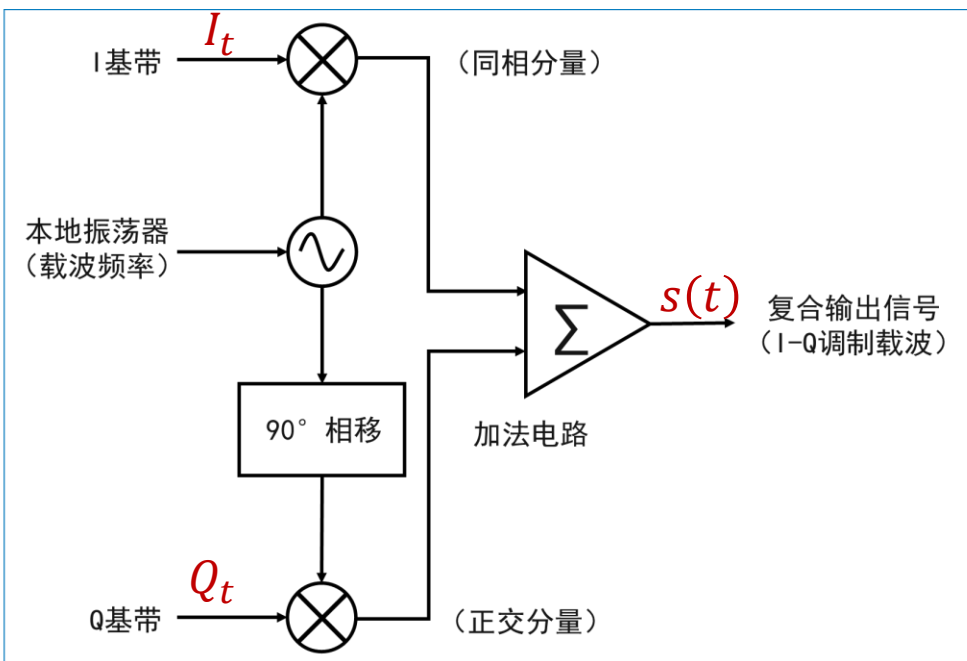 I基带
I_t
（同相分量）
本地振荡器
（载波频率）
s(t)
复合输出信号
（I-Q调制载波）
∑
90° 相移
加法电路
Q基带
Q_t
（正交分量）